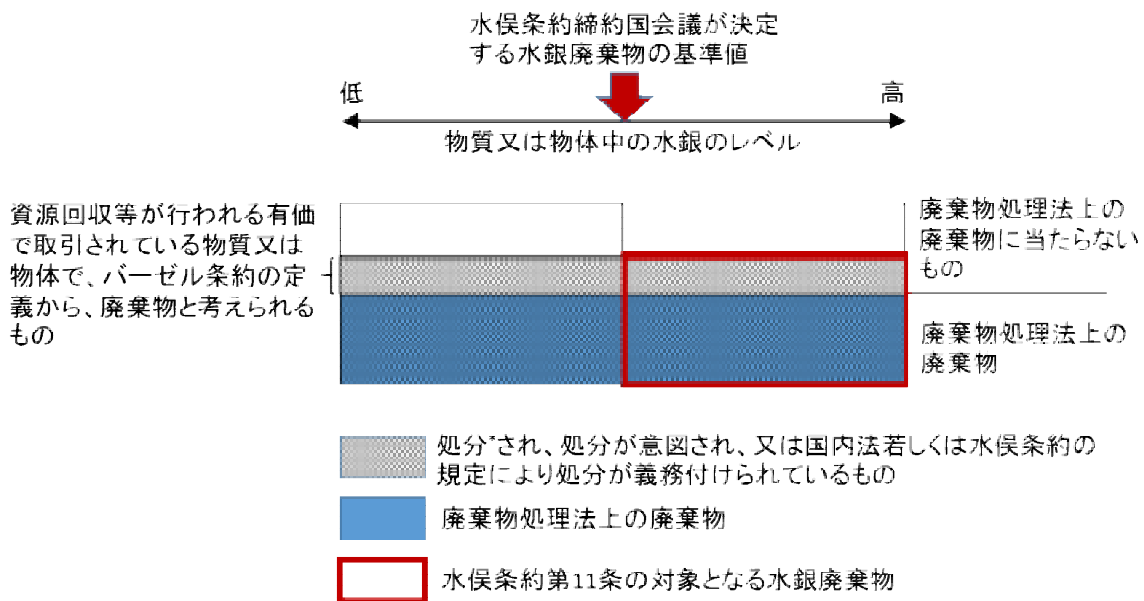 水俣条約締約国会議が決定
する水銀廃棄物の基準値
低
高
物質又は物体中の水銀のレベル
資源回収等が行われる有価
で取引されている物質又は
物体で、バーゼル条約の定
義から、廃棄物と考えられる
もの
廃棄物処理法上の
廃棄物に当たらない
もの
廃棄物処理法上の
廃棄物
処分*され、処分が意図され、又は国内法若しくは水俣条約の
規定により処分が義務付けられているもの
廃棄物処理法上の廃棄物
水俣条約第11条の対象となる水銀廃棄物